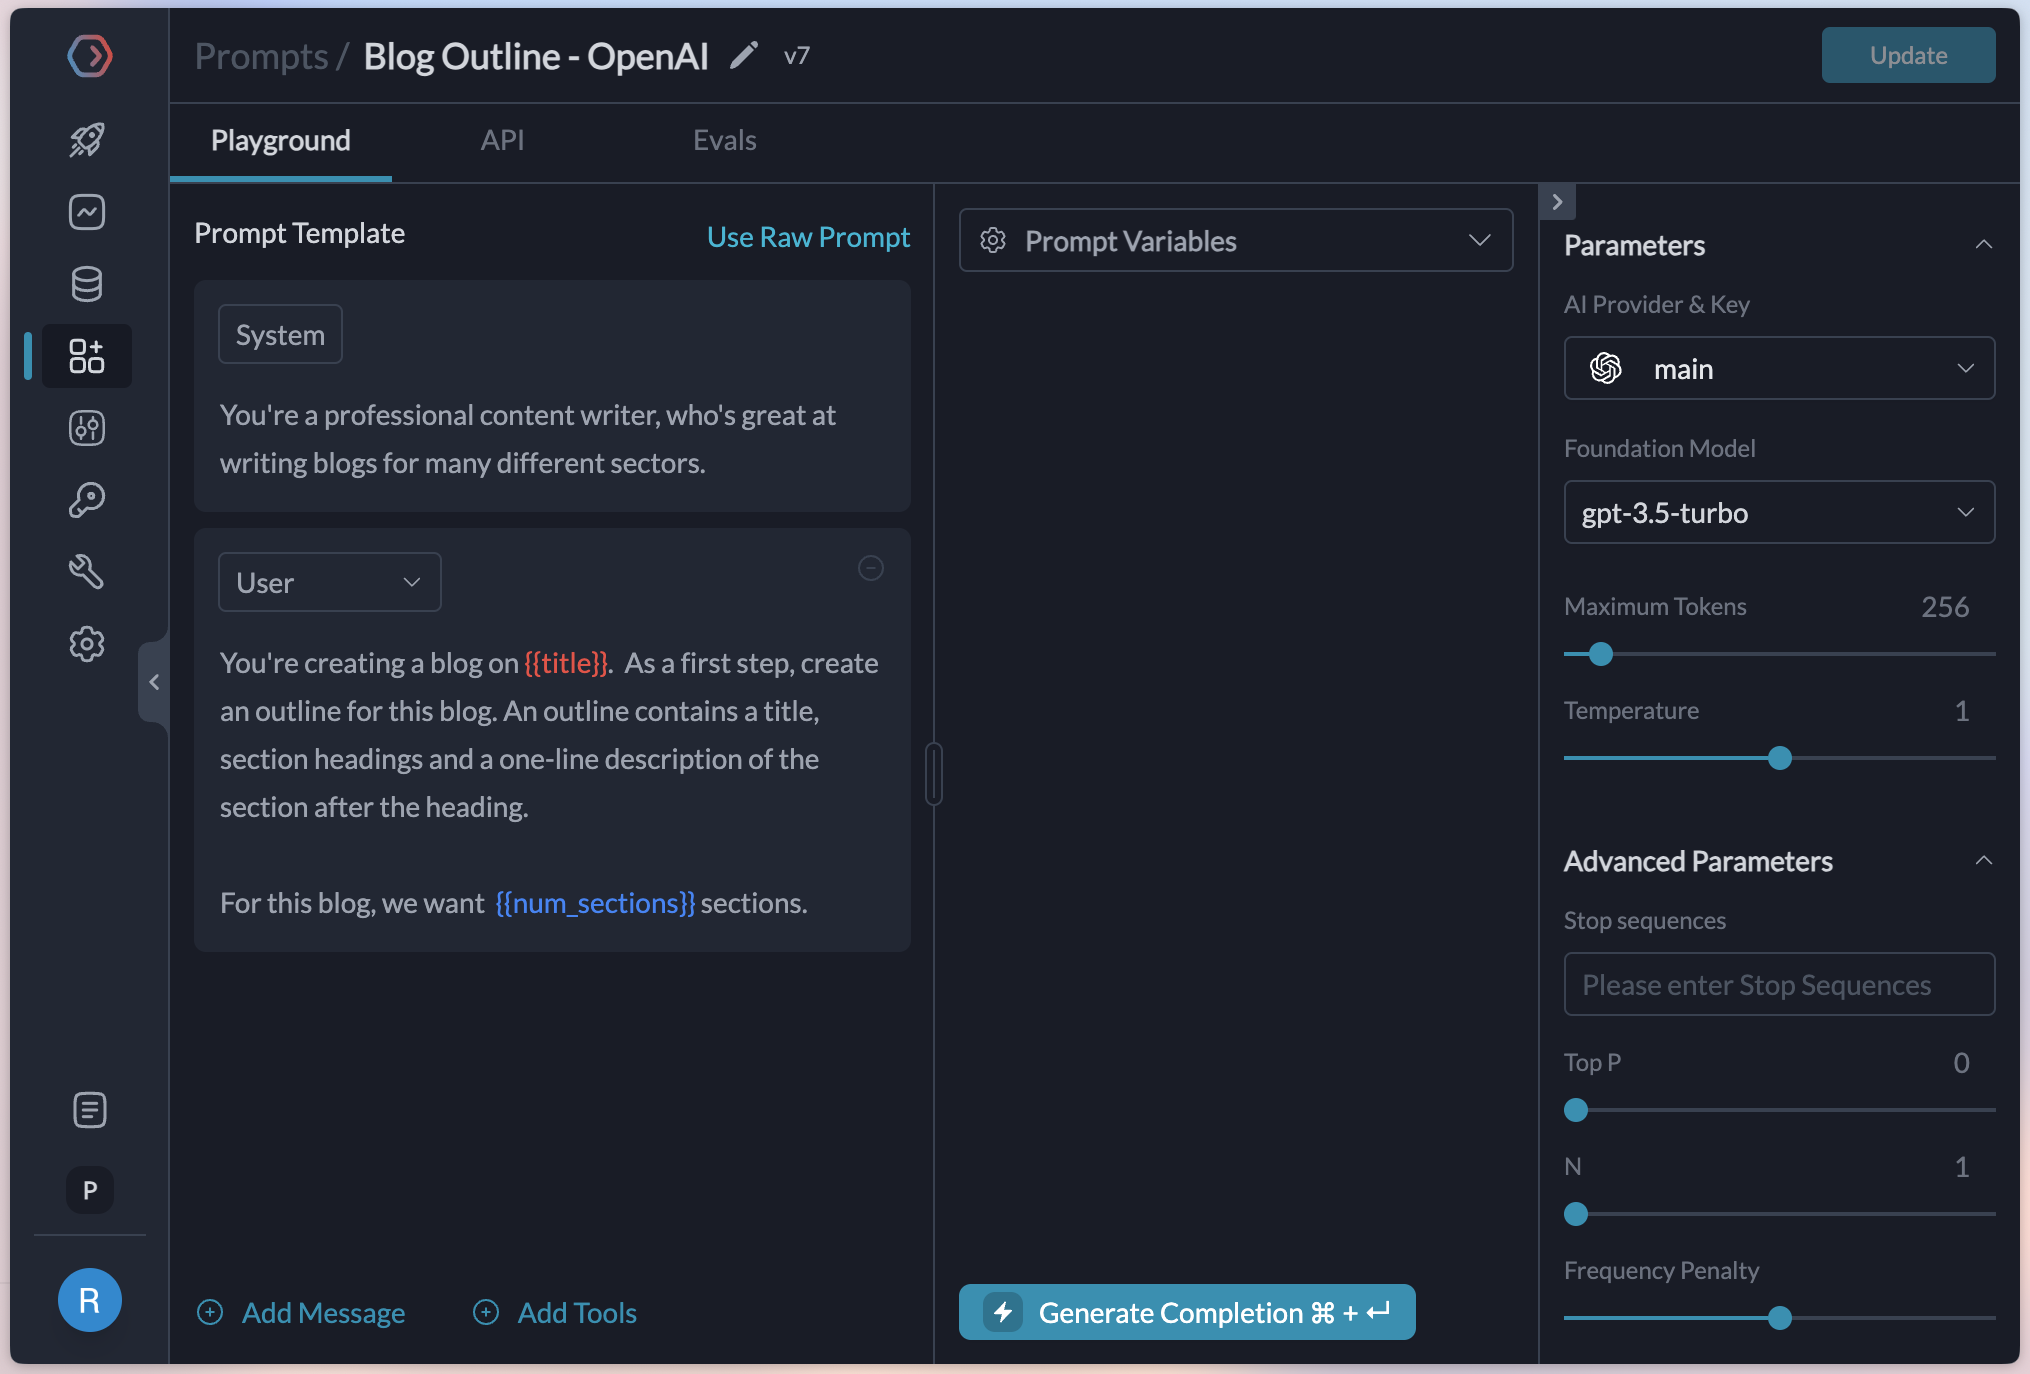 Prompts / Blog Outline - OpenAI v7
Update
Playground API Evals
Prompt Template
Use Raw Prompt
System
You're a professional content writer, who's great at
writing blogs for many different sectors.
User
You're creating a blog on {{title}}. As a first step, create
an outline for this blog. An outline contains a title,
section headings and a one-line description of the
section after the heading.
For this blog, we want {{num_sections}} sections.
Add Message
Add Tools
Prompt Variables
Generate Completion ⌘ + ↵
Parameters
AI Provider & Key
main
Foundation Model
gpt-3.5-turbo
Maximum Tokens 256
Temperature 1
Advanced Parameters
Stop sequences
Please enter Stop Sequences
Top P 0
N 1
Frequency Penalty
P
R